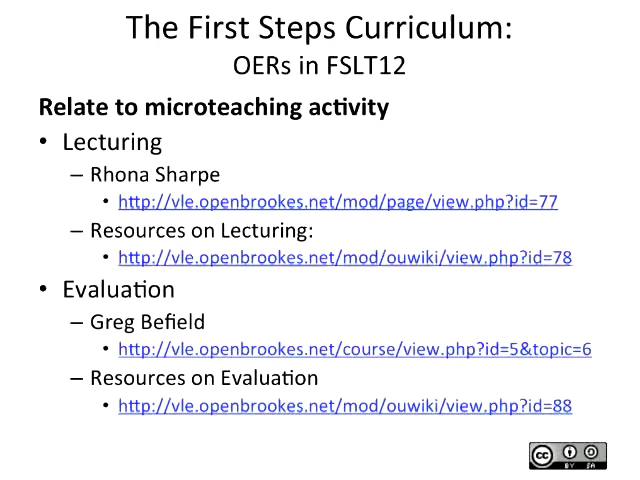 The First Steps Curriculum:
OERs in FSLT12
Relate to microteaching activity
• Lecturing
– Rhona Sharpe
• http://vle.openbrookes.net/mod/page/view.php?id=77
– Resources on Lecturing:
• http://vle.openbrookes.net/mod/ouwiki/view.php?id=78
• Evaluation
– Greg Befield
• http://vle.openbrookes.net/course/view.php?id=5&topic=6
– Resources on Evaluation
• http://vle.openbrookes.net/mod/ouwiki/view.php?id=88
cc
BY SA